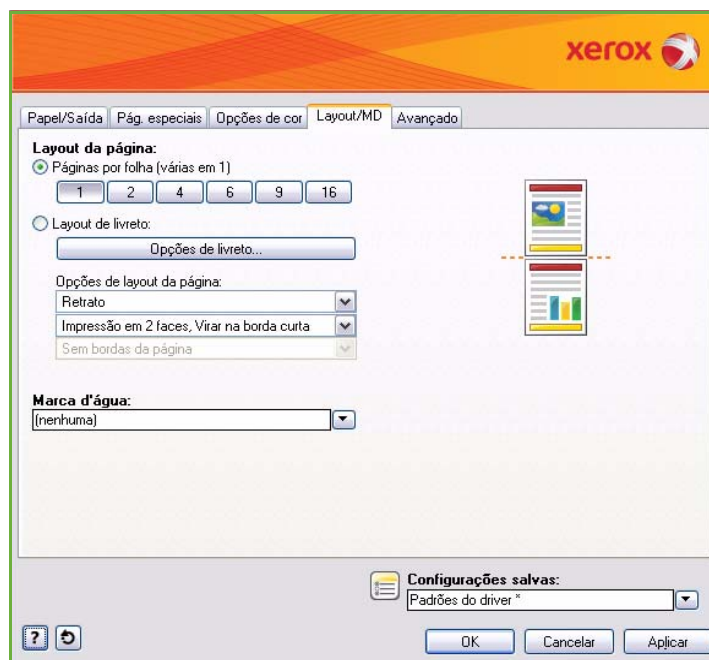 xerox
Papel/Saída Pág. especiais Opções de cor Layout/MD Avançado
Layout da página:
Páginas por folha (várias em 1)
1 2 4 6 9 16
Layout de livreto:
Opções de livreto...
Opções de layout da página:
Retrato
Impressão em 2 faces, Virar na borda curta
Sem bordas da página
Marca d'água:
(nenhuma)
Configurações salvas:
Padrões do driver *
? OK Cancelar Aplicar